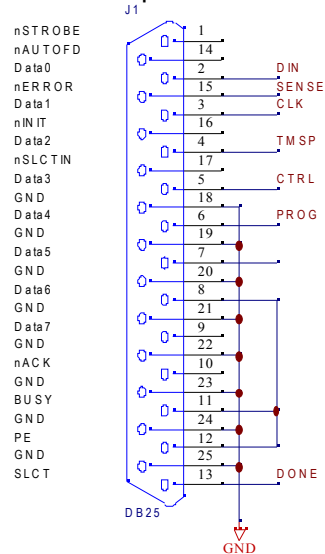 J1
nSTROBE 1
nAUTOFD 14
Data0 2 DIN
nERROR 15 SENSE
Data1 3 CLK
nINIT 16
Data2 4 TMSP
nSLCTIN 17
Data3 5 CTRL
GND 18
Data4 6 PROG
GND 19
Data5 7
GND 20
Data6 8
GND 21
Data7 9
GND 22
nACK 10
GND 23
BUSY 11
GND 24
PE 12
GND 25
SLCT 13 DONE
DB25
GND